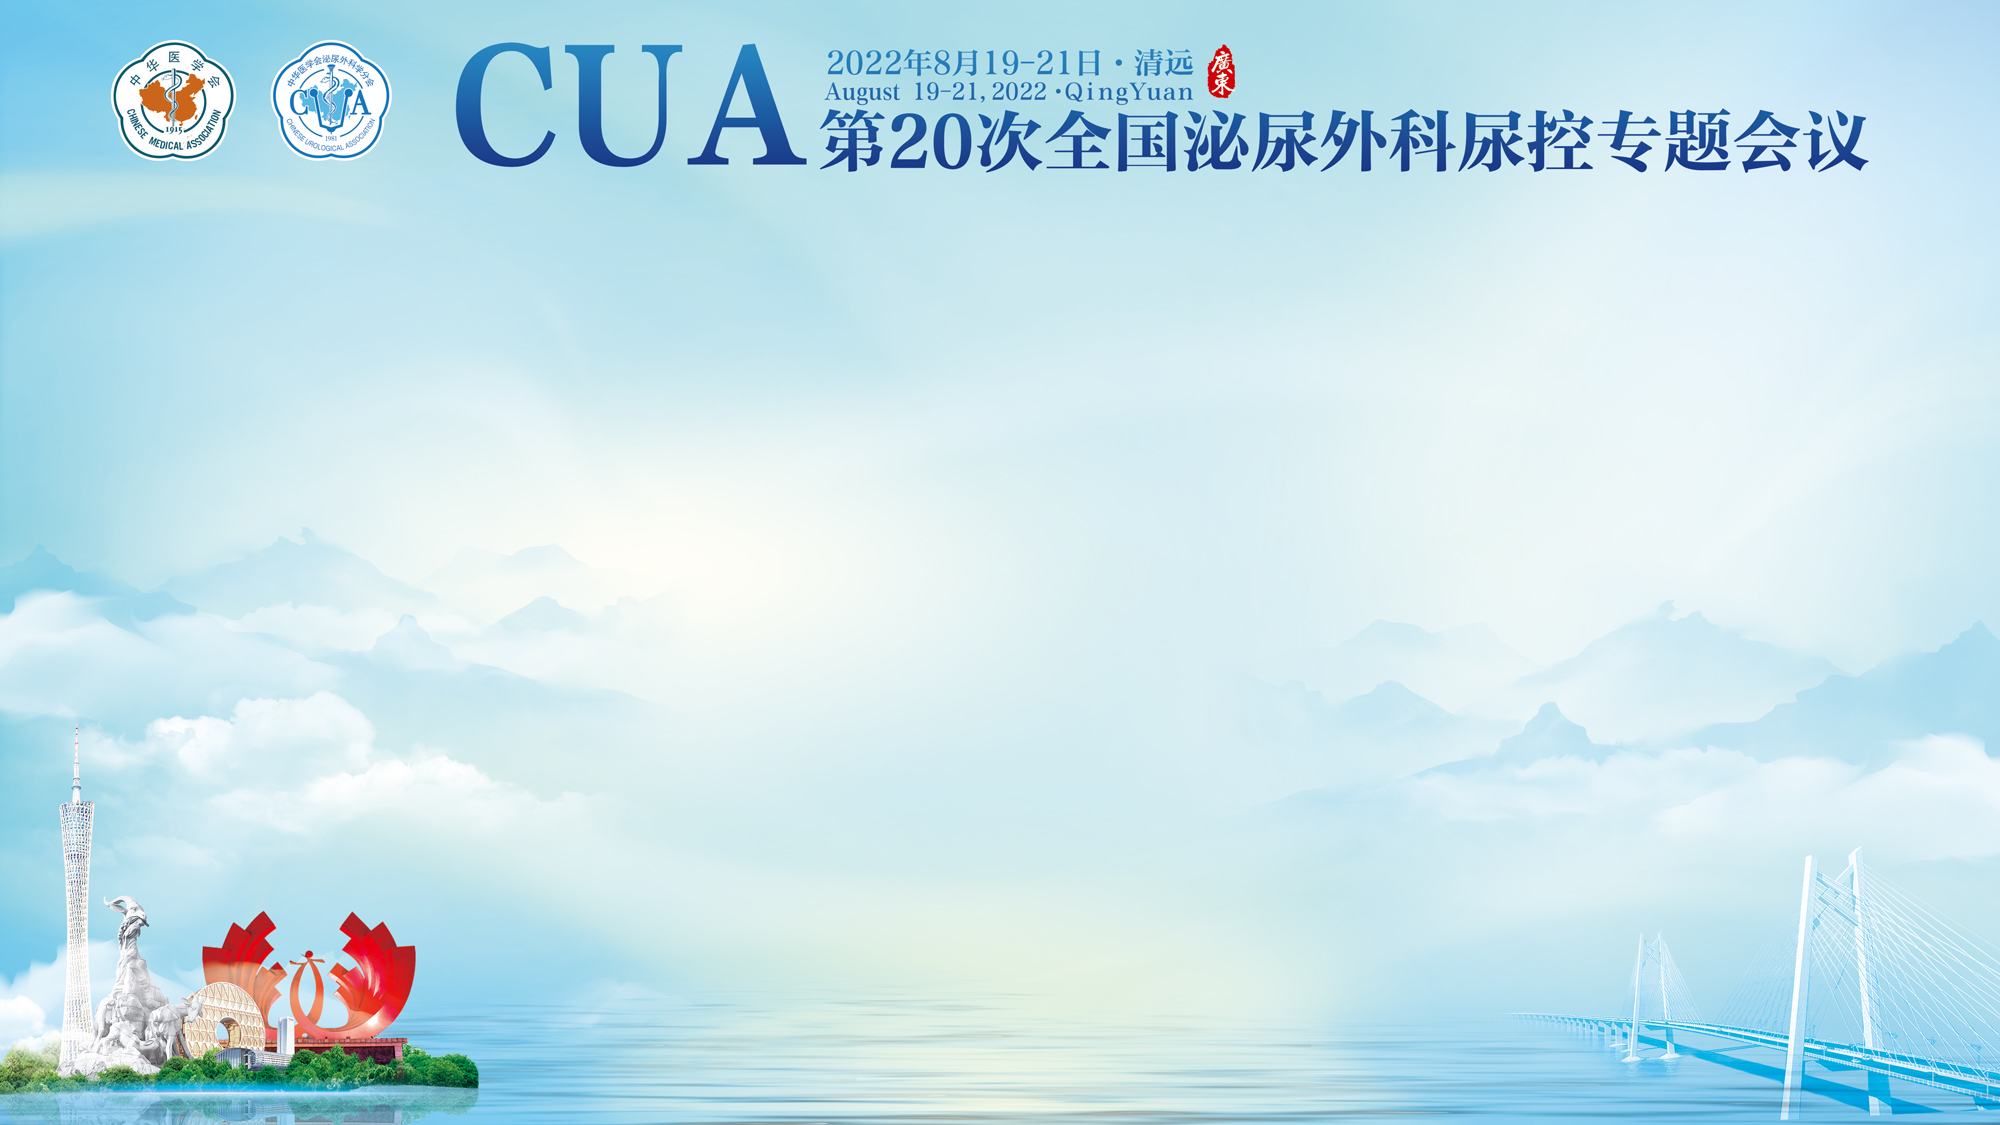 中华医学会
CHINESE MEDICAL ASSOCIATION
1915
中华医学会泌尿外科学分会
CUA
1981
CHINESE UROLOGICAL ASSOCIATION
CUA
2022年8月19-21日·清远
August 19-21, 2022·QingYuan
廣東
第20次全国泌尿外科尿控专题会议